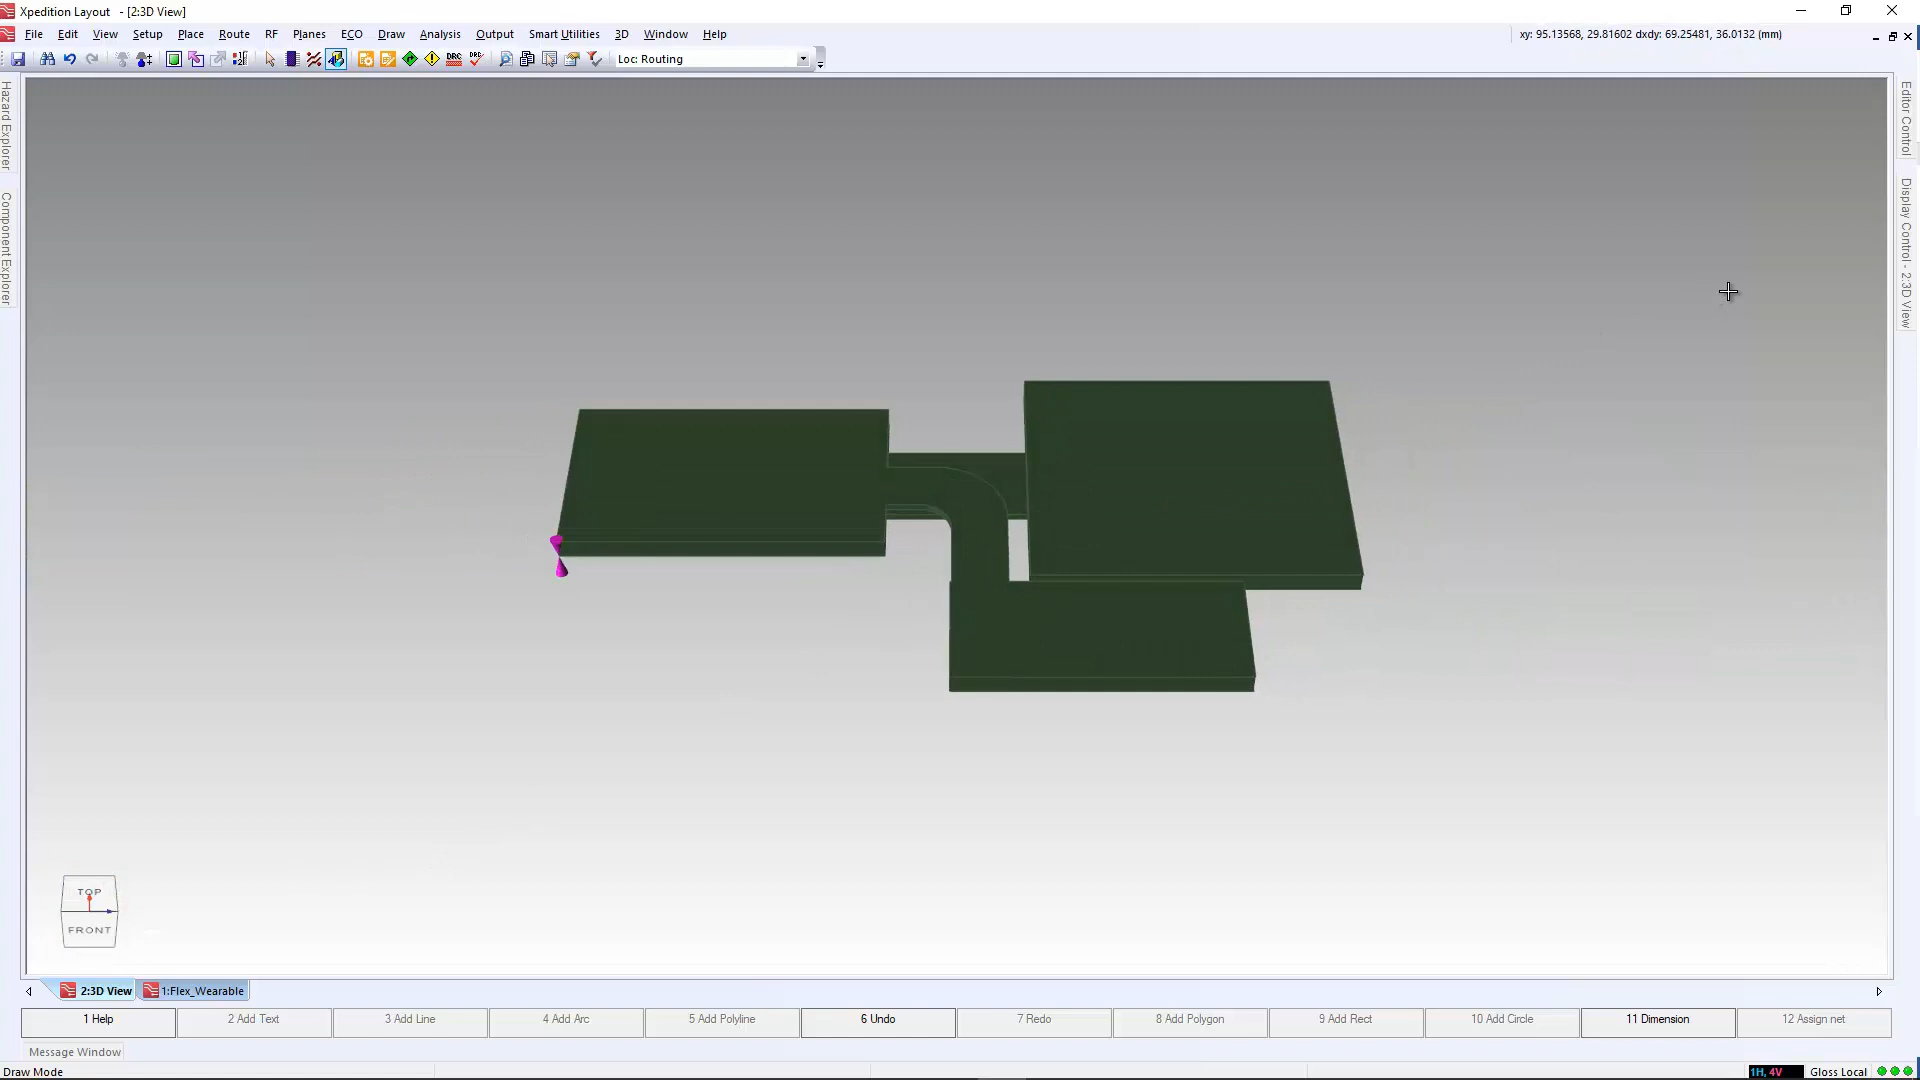 Xpedition Layout - [2:3D View]
File Edit View Setup Place Route RF Planes ECO Draw Analysis Output Smart Utilities 3D Window Help
xy: 95.13568, 29.81602 dxdy: 69.25481, 36.0132 (mm)
Loc: Routing
Hazard Explorer
Component Explorer
Editor Control
Display Control - 2:3D View
TOP
FRONT
2:3D View
1:Flex_Wearable
1 Help
2 Add Text
3 Add Line
4 Add Arc
5 Add Polyline
6 Undo
7 Redo
8 Add Polygon
9 Add Rect
10 Add Circle
11 Dimension
12 Assign net
Message Window
Draw Mode
1H, 4V
Gloss Local